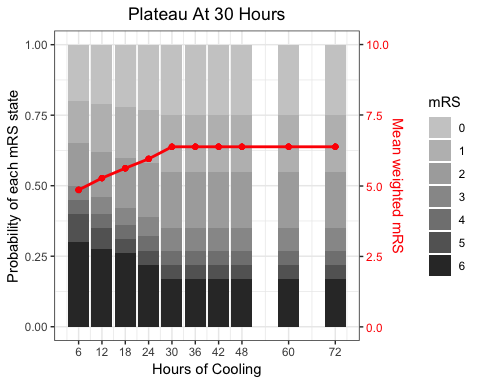 Plateau At 30 Hours
Probability of each mRS state
1.00
0.75
0.50
0.25
0.00
10.0
7.5
5.0
2.5
0.0
Mean weighted mRS
6 12 18 24 30 36 42 48 60 72
Hours of Cooling
mRS
0
1
2
3
4
5
6